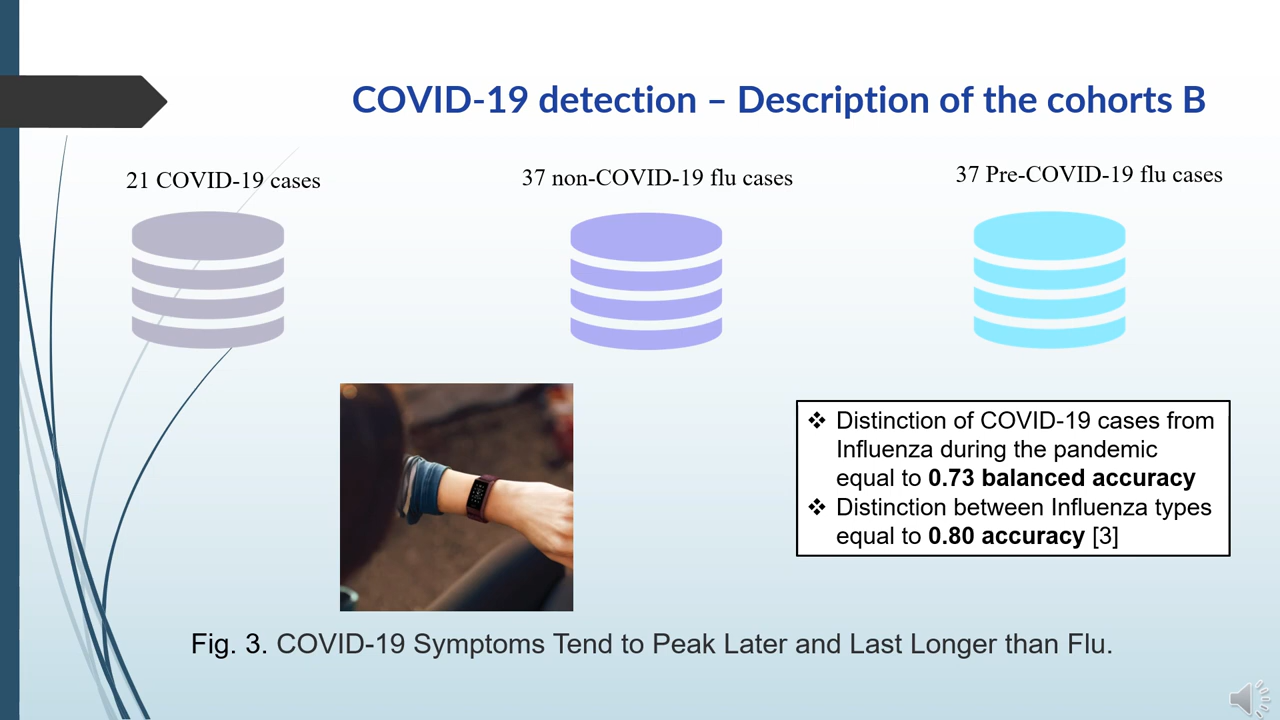 COVID-19 detection – Description of the cohorts B
21 COVID-19 cases
37 non-COVID-19 flu cases
37 Pre-COVID-19 flu cases
❖ Distinction of COVID-19 cases from
Influenza during the pandemic
equal to 0.73 balanced accuracy
❖ Distinction between Influenza types
equal to 0.80 accuracy [3]
Fig. 3. COVID-19 Symptoms Tend to Peak Later and Last Longer than Flu.